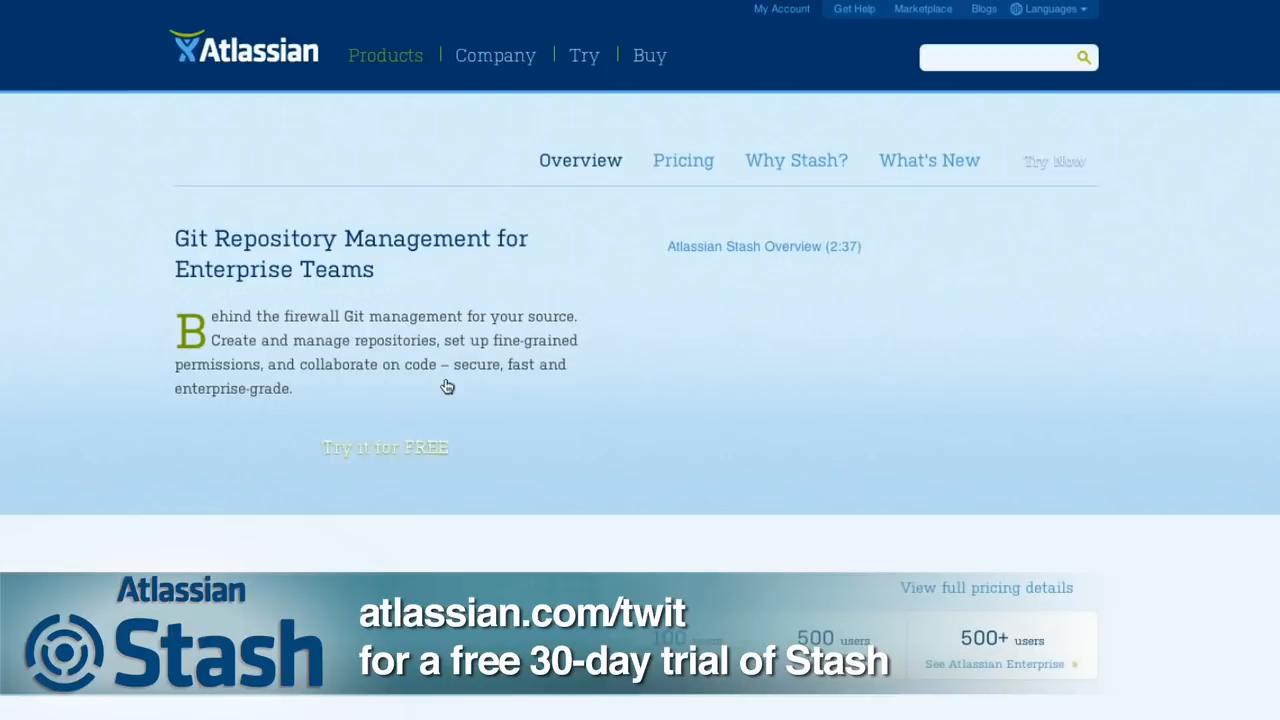 My Account Get Help Marketplace Blogs Languages
Atlassian Products Company Try Buy
Overview Pricing Why Stash? What's New Try Now
Git Repository Management for
Enterprise Teams
Atlassian Stash Overview (2:37)
Behind the firewall Git management for your source.
Create and manage repositories, set up fine-grained
permissions, and collaborate on code – secure, fast and
enterprise-grade.
Try it for FREE
View full pricing details
100 users 500 users 500+ users
See Atlassian Enterprise
Atlassian
Stash
atlassian.com/twit
for a free 30-day trial of Stash